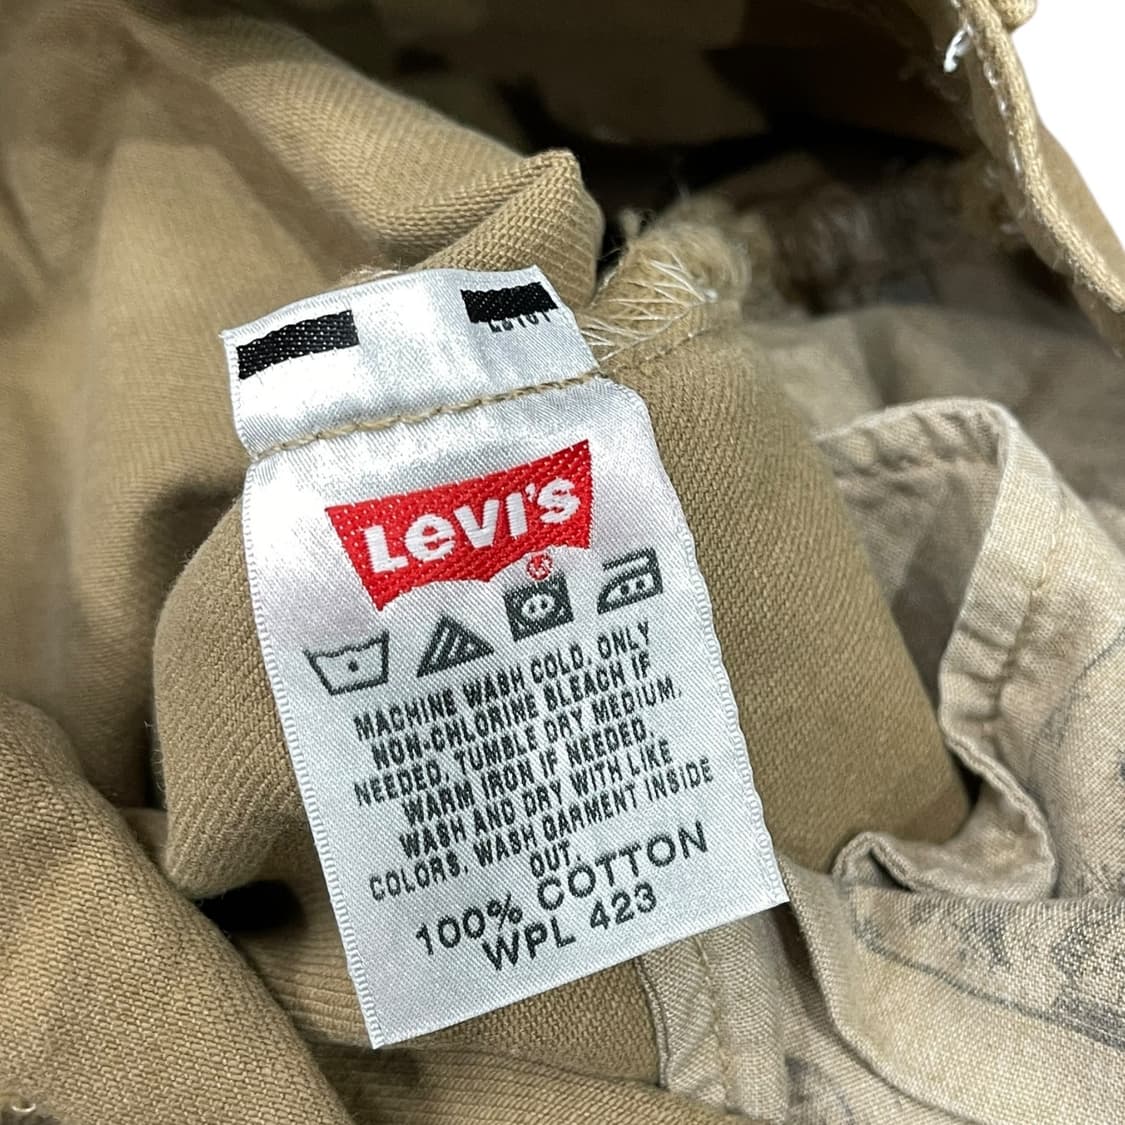 LEVI'S
®
MACHINE WASH COLD. ONLY
NON-CHLORINE BLEACH IF
NEEDED. TUMBLE DRY MEDIUM.
WARM IRON IF NEEDED.
WASH AND DRY WITH LIKE
COLORS. WASH GARMENT INSIDE
OUT.
100% COTTON
WPL 423